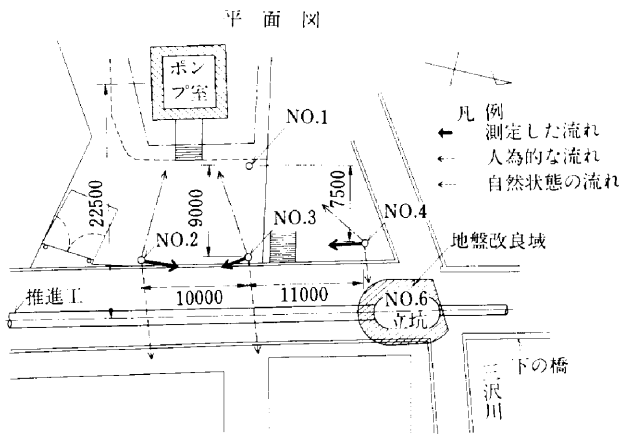 平面図
ポン
プ室
NO.1
凡例
測定した流れ
人為的な流れ
自然状態の流れ
22500
9000
7500
NO.2
NO.3
NO.4
地盤改良域
推進工
10000
11000
NO.6
立坑
下の橋
三沢川